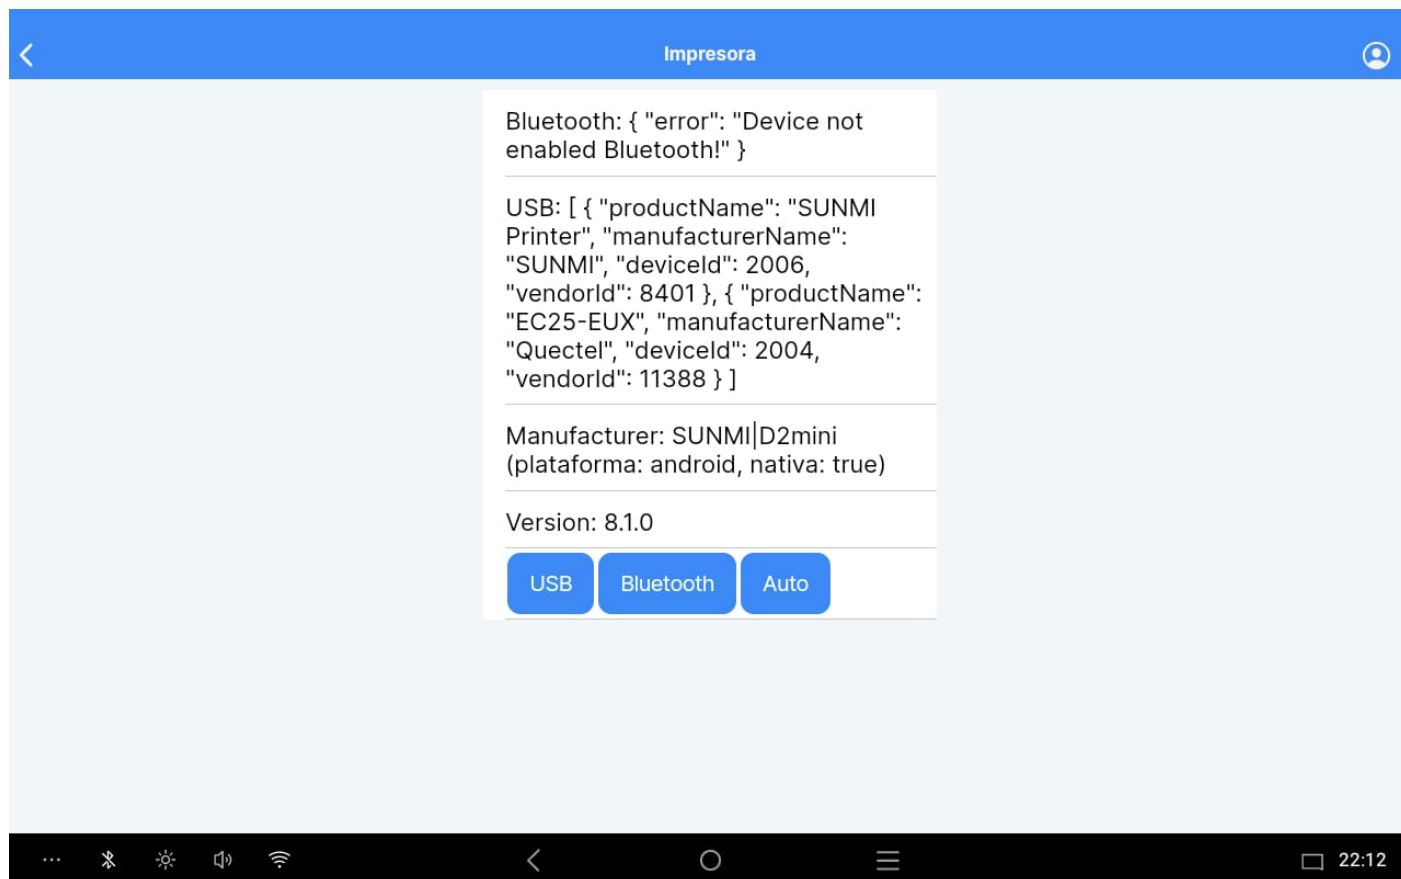 Impresora
Bluetooth: { "error": "Device not
enabled Bluetooth!" }
USB: [ { "productName": "SUNMI
Printer", "manufacturerName":
"SUNMI", "deviceId": 2006,
"vendorId": 8401 }, { "productName":
"EC25-EUX", "manufacturerName":
"Quectel", "deviceId": 2004,
"vendorId": 11388 } ]
Manufacturer: SUNMI|D2mini
(plataforma: android, nativa: true)
Version: 8.1.0
USB Bluetooth Auto
22:12